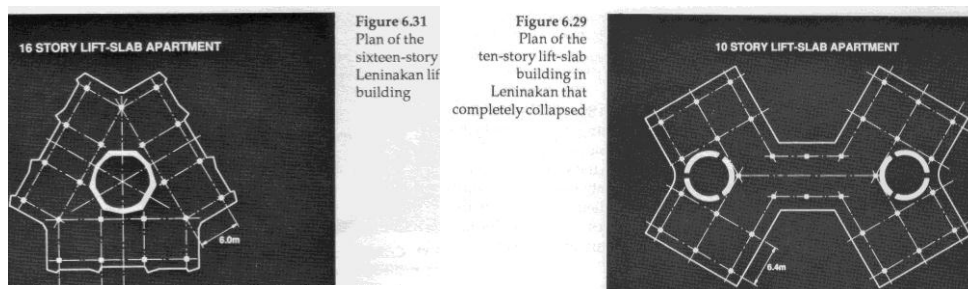 16 STORY LIFT-SLAB APARTMENT
6.0m
Figure 6.31
Plan of the
sixteen-story
Leninakan lif
building
Figure 6.29
Plan of the
ten-story lift-slab
building in
Leninakan that
completely collapsed
10 STORY LIFT-SLAB APARTMENT
6.4m